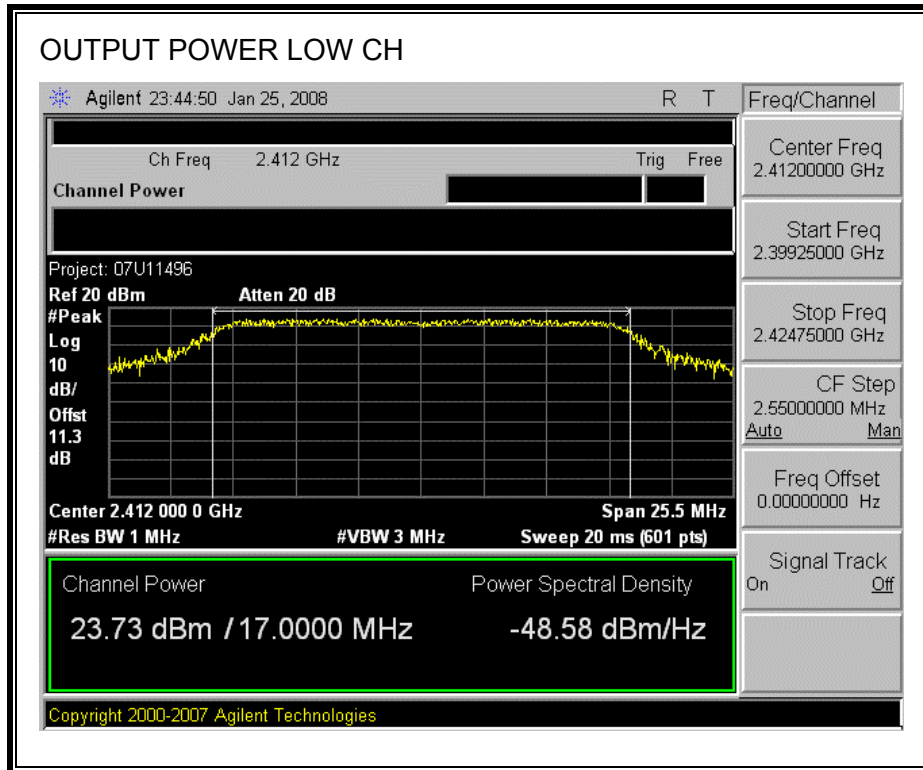 OUTPUT POWER LOW CH
Agilent 23:44:50 Jan 25, 2008 R T
Freq/Channel
Ch Freq 2.412 GHz Trig Free
Channel Power
Center Freq
2.41200000 GHz
Start Freq
2.39925000 GHz
Stop Freq
2.42475000 GHz
CF Step
2.55000000 MHz
Auto Man
Freq Offset
0.00000000 Hz
Signal Track
On Off
Project: 07U11496
Ref 20 dBm Atten 20 dB
#Peak
Log
10
dB/
Offst
11.3
dB
Center 2.412 000 0 GHz Span 25.5 MHz
#Res BW 1 MHz #VBW 3 MHz Sweep 20 ms (601 pts)
Channel Power Power Spectral Density
23.73 dBm / 17.0000 MHz -48.58 dBm/Hz
Copyright 2000-2007 Agilent Technologies